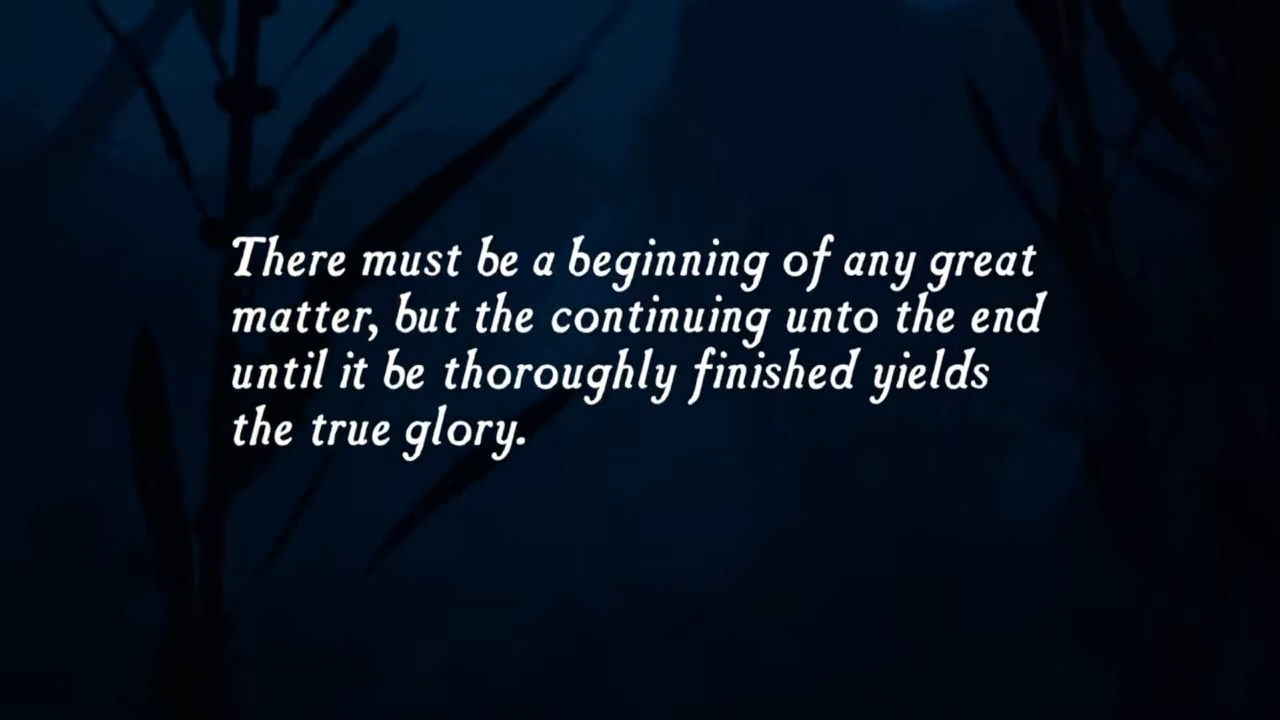 There must be a beginning of any great
matter, but the continuing unto the end
until it be thoroughly finished yields
the true glory.